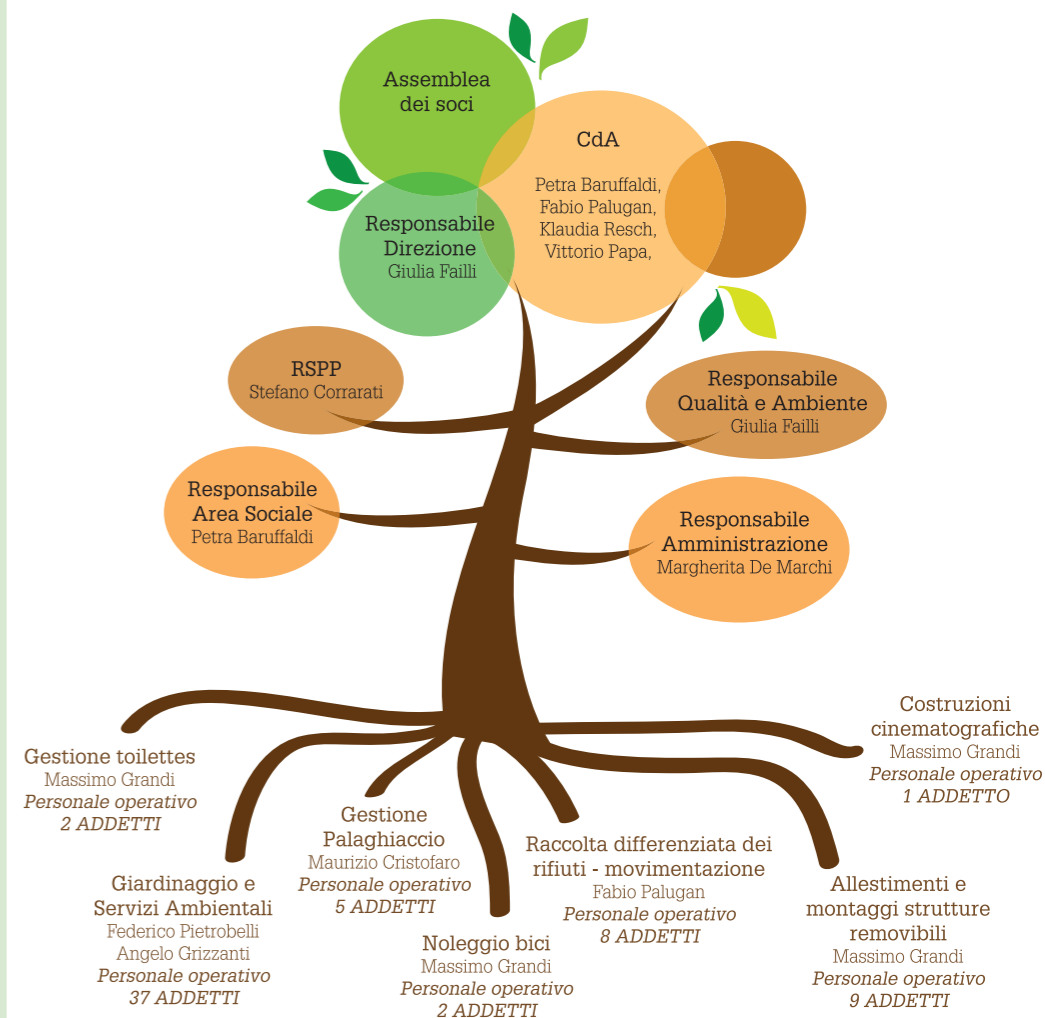 Assemblea
dei soci
CdA
Petra Baruffaldi,
Fabio Palugan,
Klaudia Resch,
Vittorio Papa,
Responsabile
Direzione
Giulia Failli
RSPP
Stefano Corrarati
Responsabile
Qualità e Ambiente
Giulia Failli
Responsabile
Area Sociale
Petra Baruffaldi
Responsabile
Amministrazione
Margherita De Marchi
Gestione toilettes
Massimo Grandi
Personale operativo
2 ADDETTI
Giardinaggio e
Servizi Ambientali
Federico Pietrobelli
Angelo Grizzanti
Personale operativo
37 ADDETTI
Gestione
Palaghiaccio
Maurizio Cristofaro
Personale operativo
5 ADDETTI
Noleggio bici
Massimo Grandi
Personale operativo
2 ADDETTI
Raccolta differenziata dei
rifiuti - movimentazione
Fabio Palugan
Personale operativo
8 ADDETTI
Allestimenti e
montaggi strutture
removibili
Massimo Grandi
Personale operativo
9 ADDETTI
Costruzioni
cinematografiche
Massimo Grandi
Personale operativo
1 ADDETTO